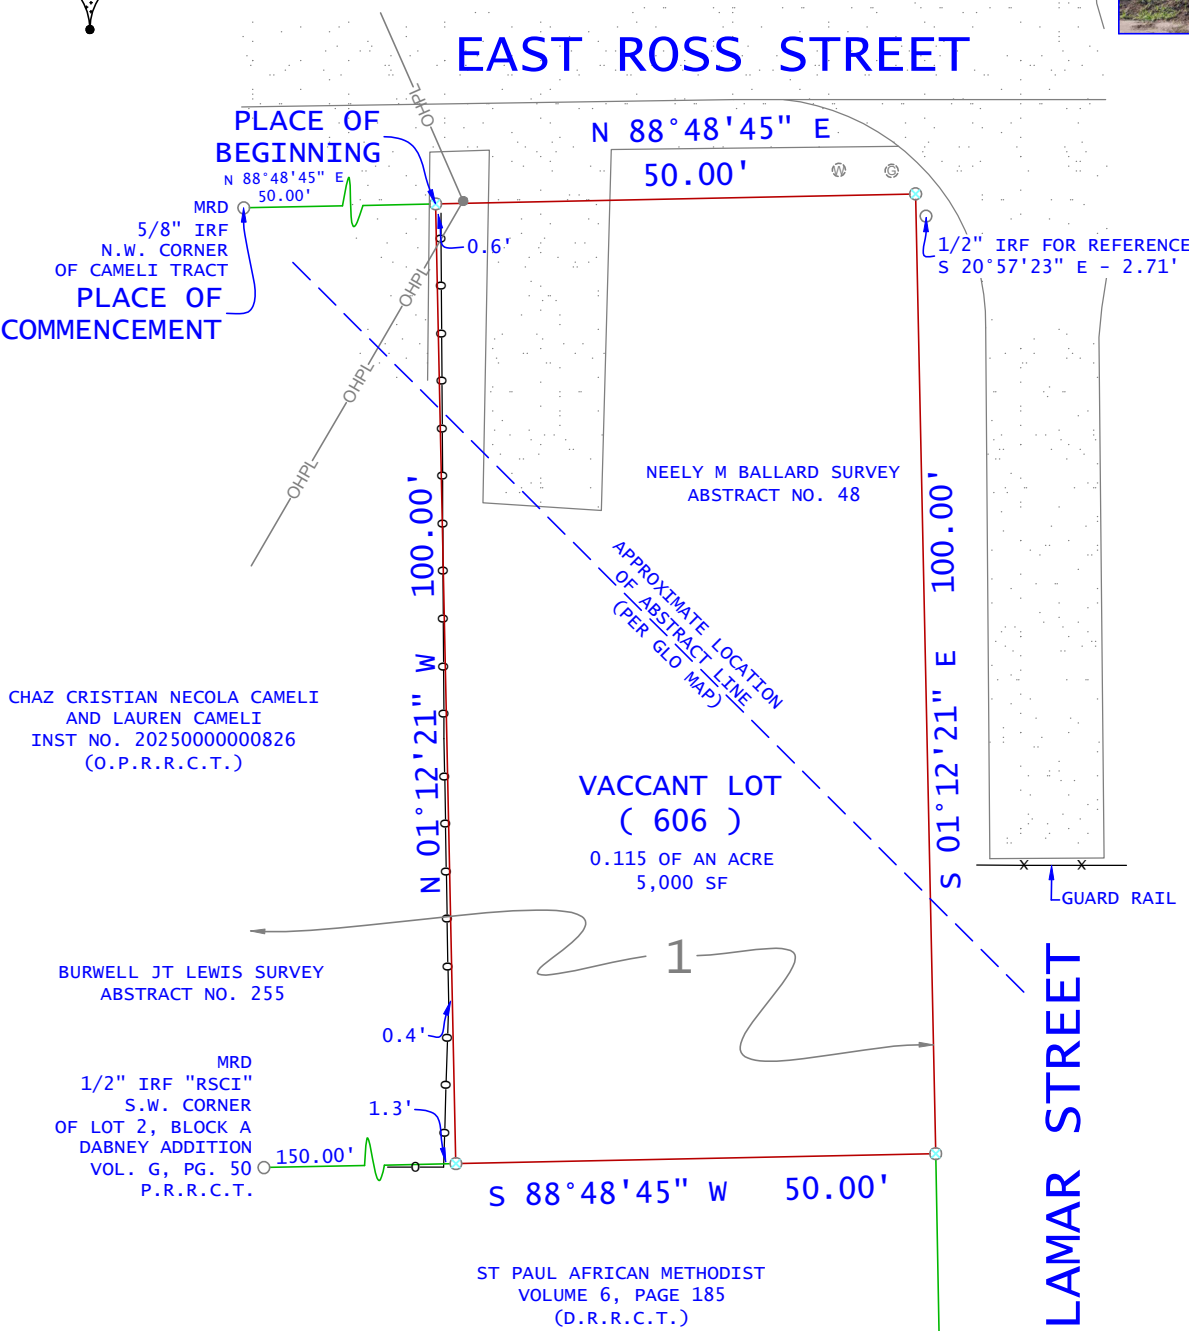 EAST ROSS STREET
OHPL
PLACE OF
BEGINNING
N 88°48'45" E
50.00'
N 88°48'45" E
50.00'
W
G
MRD
5/8" IRF
N.W. CORNER
OF CAMELI TRACT
PLACE OF
COMMENCEMENT
0.6'
1/2" IRF FOR REFERENCE
S 20°57'23" E - 2.71'
OHPL
OHPL
OHPL
NEELY M BALLARD SURVEY
ABSTRACT NO. 48
N 01°12'21" W 100.00'
S 01°12'21" E 100.00'
APPROXIMATE LOCATION
OF ABSTRACT LINE
(PER GLO MAP)
CHAZ CRISTIAN NECOLA CAMELI
AND LAUREN CAMELI
INST NO. 20250000000826
(O.P.R.R.C.T.)
VACCANT LOT
( 606 )
0.115 OF AN ACRE
5,000 SF
X X
GUARD RAIL
1
BURWELL JT LEWIS SURVEY
ABSTRACT NO. 255
0.4'
MRD
1/2" IRF "RSCI"
S.W. CORNER
OF LOT 2, BLOCK A
DABNEY ADDITION
VOL. G, PG. 50
P.R.R.C.T.
1.3'
150.00'
S 88°48'45" W 50.00'
LAMAR STREET
ST PAUL AFRICAN METHODIST
VOLUME 6, PAGE 185
(D.R.R.C.T.)